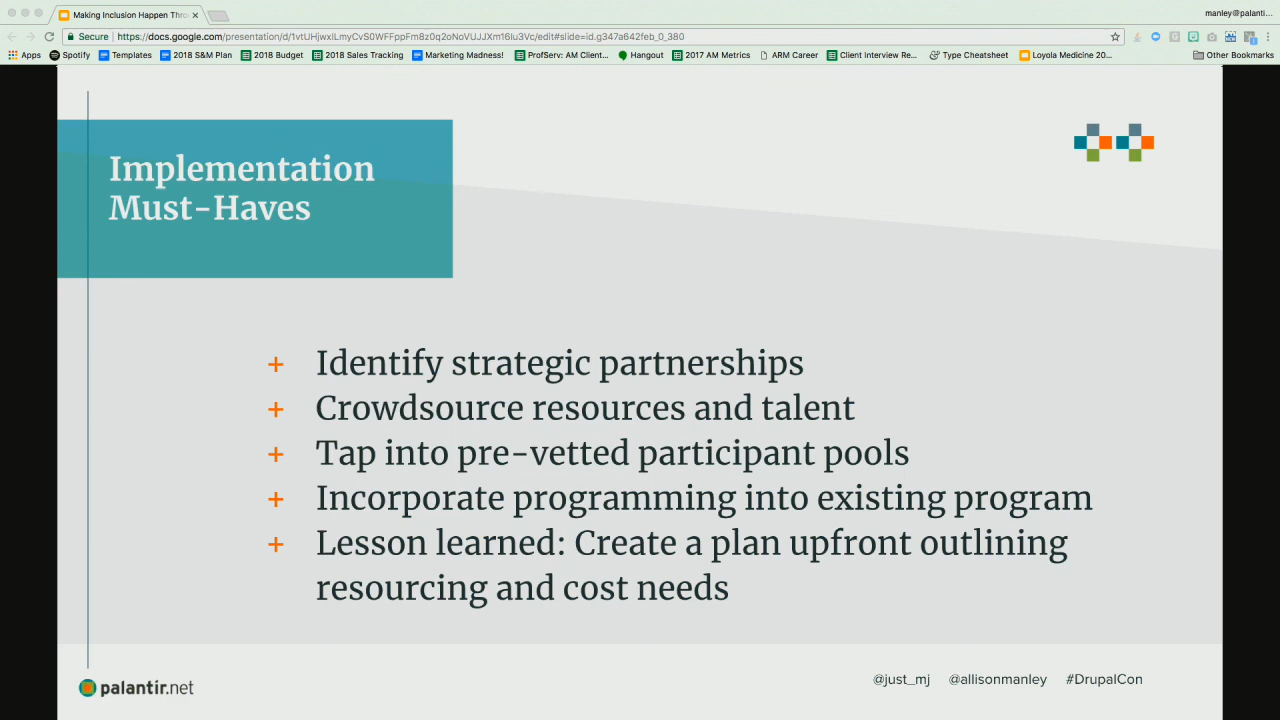 Making Inclusion Happen Thro
manley@palanti...
Secure
https://docs.google.com/presentation/d/1vtUHjwxILmyCvS0WFFppFm8z0q2oNoVUJJXm16Iu3Vc/edit#slide=id.g347a642feb_0_380
Apps Spotify Templates 2018 S&M Plan 2018 Budget 2018 Sales Tracking Marketing Madness! ProfServ: AM Client... Hangout 2017 AM Metrics ARM Career Client Interview Re... Type Cheatsheet Loyola Medicine 20... Other Bookmarks
Implementation
Must-Haves
+ Identify strategic partnerships
+ Crowdsource resources and talent
+ Tap into pre-vetted participant pools
+ Incorporate programming into existing program
+ Lesson learned: Create a plan upfront outlining
resourcing and cost needs
palantir.net
@just_mj @allisonmanley #DrupalCon